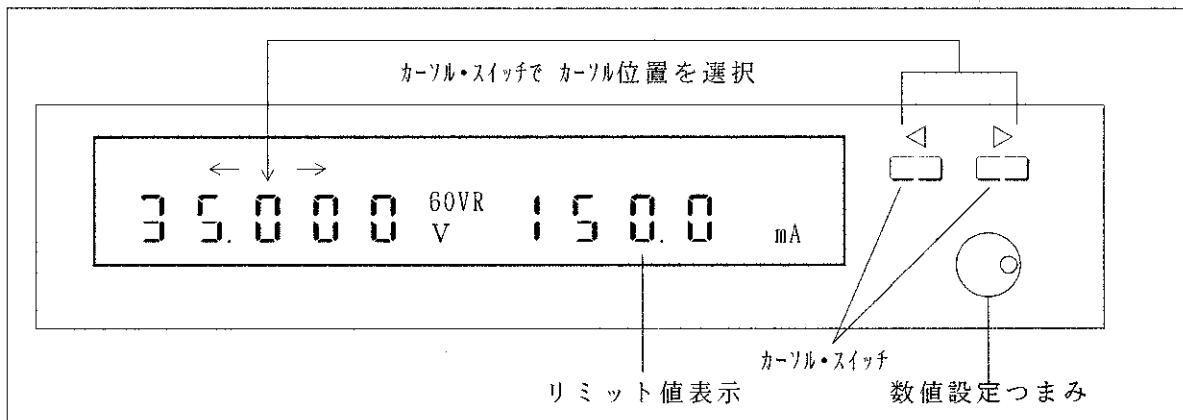 カーソル・スイッチで カーソル位置を選択
◁ ▷
← →
35.000 60VR V 150.0 mA
カーソル・スイッチ
リミット値表示 数値設定つまみ